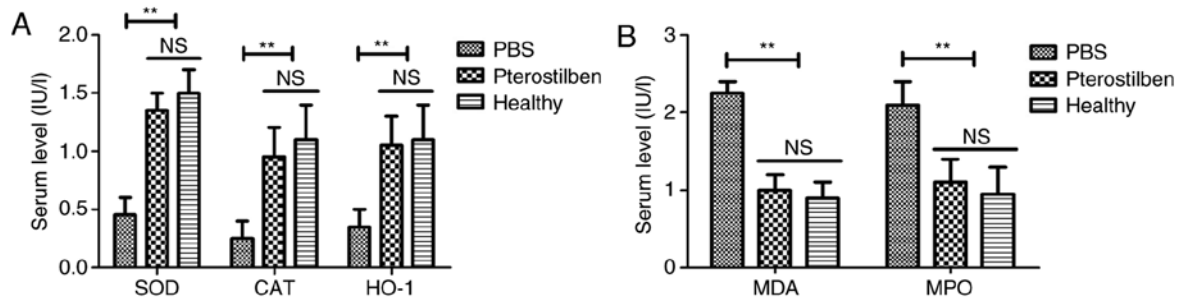 A
Serum level (IU/l)
2.0
1.5
1.0
0.5
0.0
**
NS
**
NS
**
NS
SOD
CAT
HO-1
PBS
Pterostilben
Healthy
B
Serum level (IU/l)
3
2
1
0
**
NS
**
NS
MDA
MPO
PBS
Pterostilben
Healthy